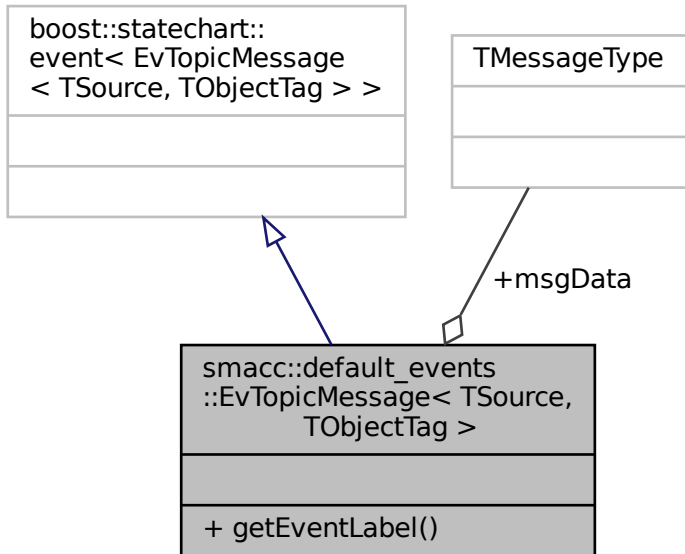 boost::statechart::
event< EvTopicMessage
< TSource, TObjectTag > >
TMessageType
+msgData
smacc::default_events
::EvTopicMessage< TSource,
TObjectTag >
+ getEventLabel()